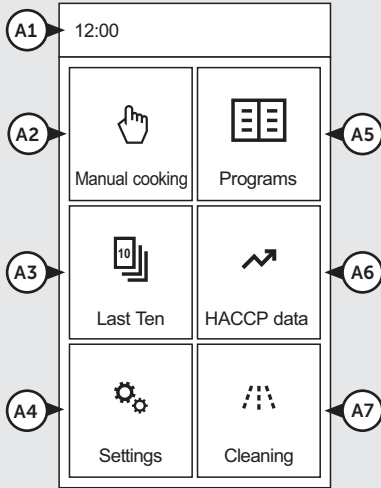 A1
12:00
A2
Manual cooking
Programs
A5
A3
10
Last Ten
HACCP data
A6
A4
Settings
Cleaning
A7